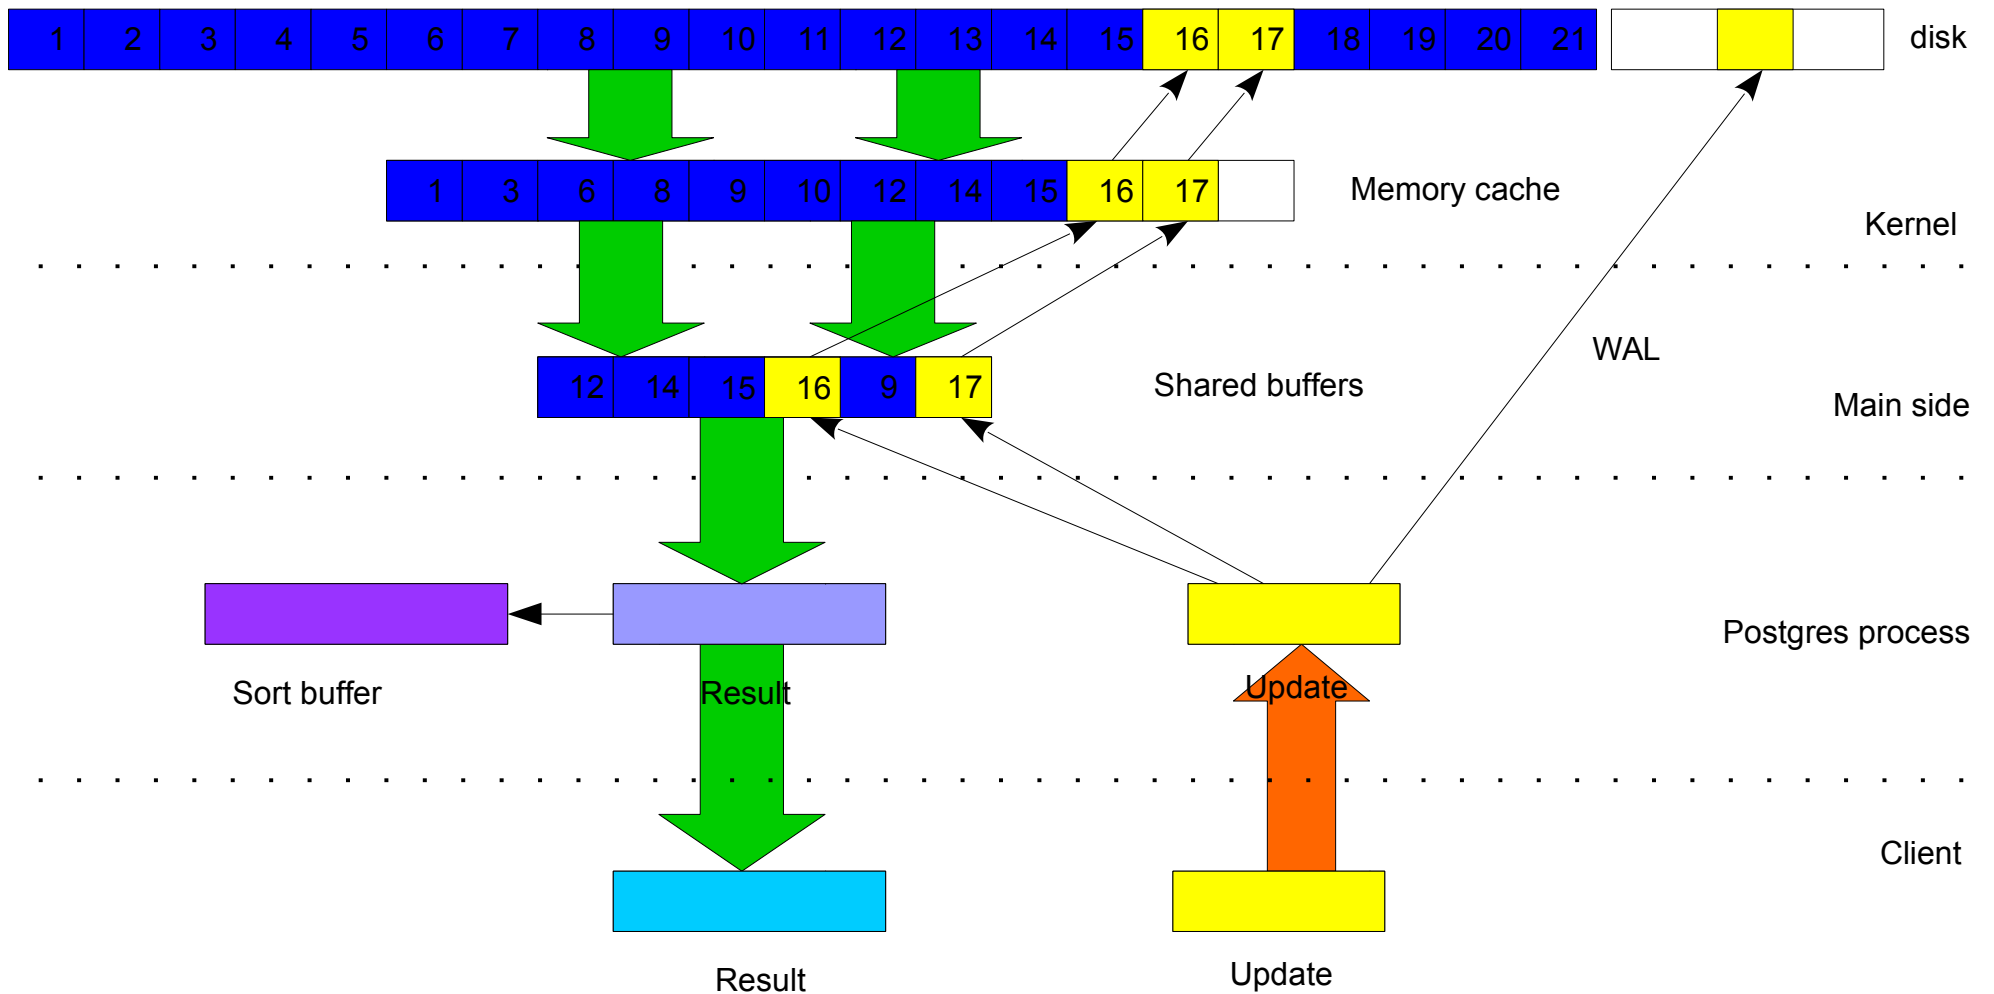 1 2 3 4 5 6 7 8 9 10 11 12 13 14 15 16 17 18 19 20 21 disk
1 3 6 8 9 10 12 14 15 16 17 Memory cache
Kernel
WAL
12 14 15 16 9 17 Shared buffers
Main side
Postgres process
Sort buffer Result Update
Client
Result Update